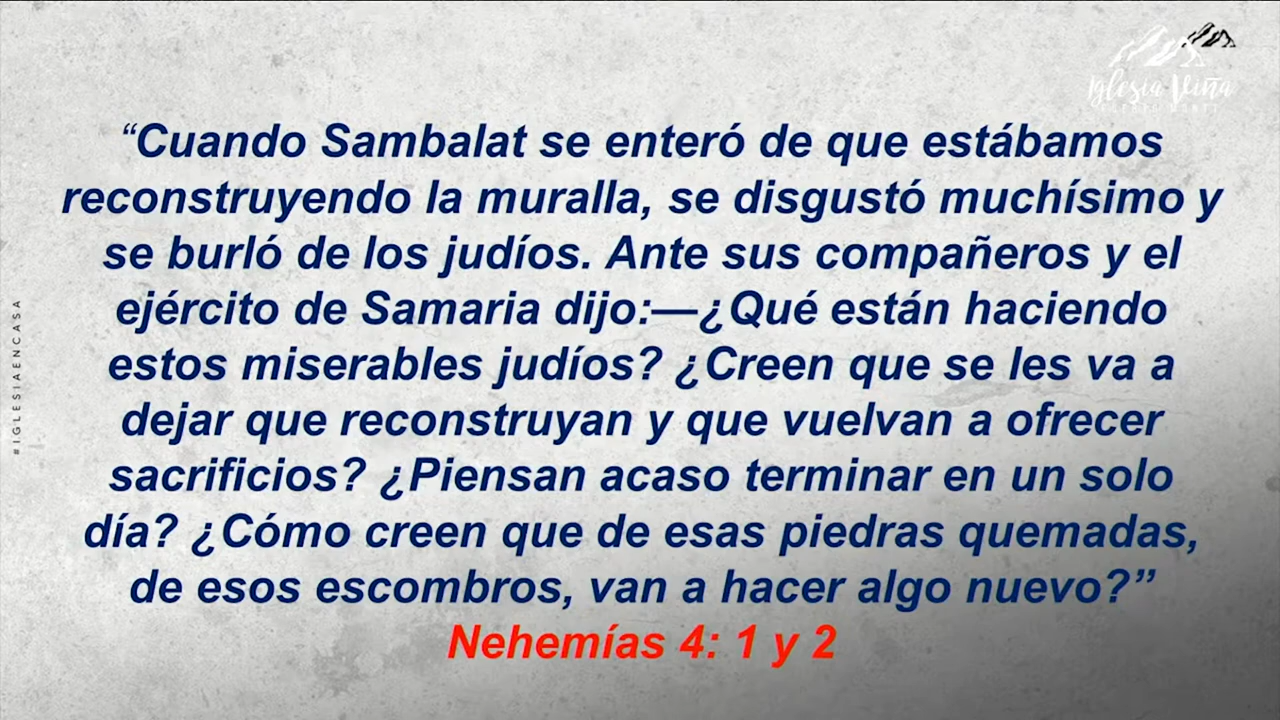 Iglesia Viña
“Cuando Sambalat se enteró de que estábamos
reconstruyendo la muralla, se disgustó muchísimo y
se burló de los judíos. Ante sus compañeros y el
ejército de Samaria dijo:—¿Qué están haciendo
estos miserables judíos? ¿Creen que se les va a
dejar que reconstruyan y que vuelvan a ofrecer
sacrificios? ¿Piensan acaso terminar en un solo
día? ¿Cómo creen que de esas piedras quemadas,
de esos escombros, van a hacer algo nuevo?”
Nehemías 4: 1 y 2
#IGLESIAENCASA